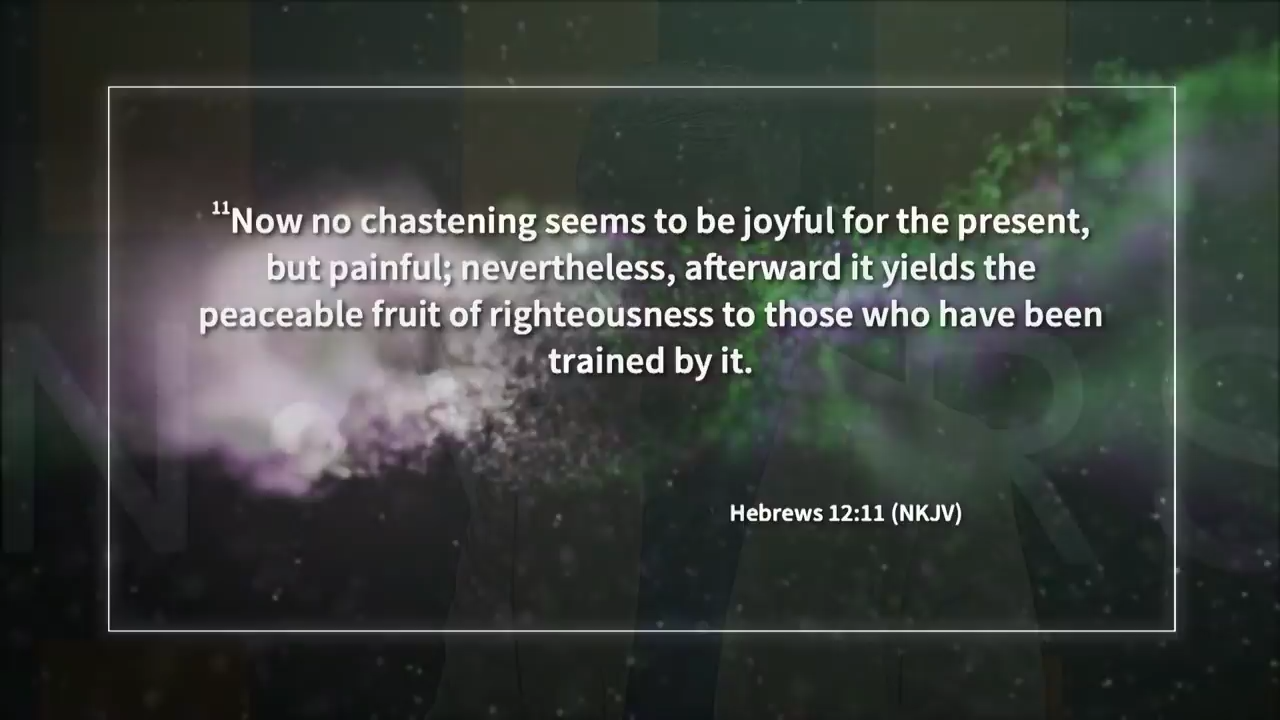 11Now no chastening seems to be joyful for the present,
but painful; nevertheless, afterward it yields the
peaceable fruit of righteousness to those who have been
trained by it.
Hebrews 12:11 (NKJV)